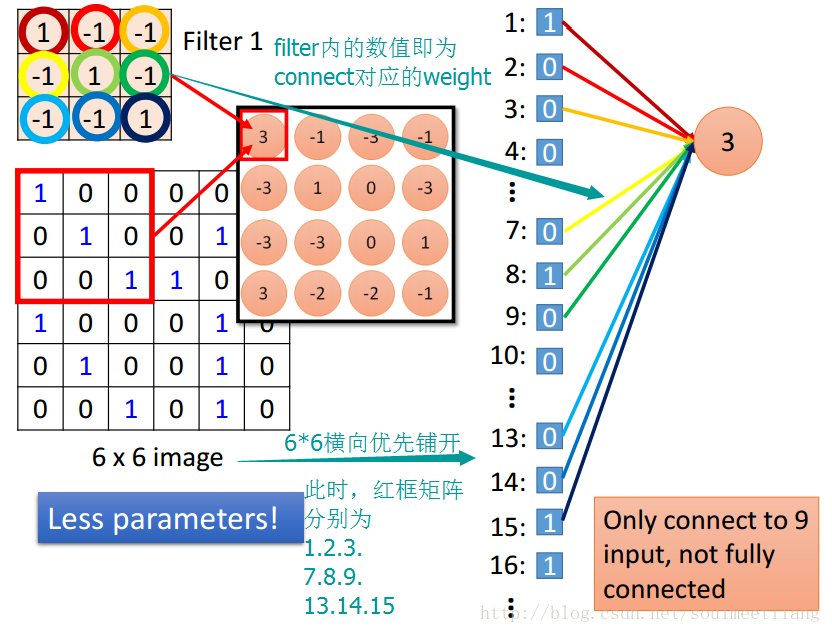 1 -1 -1
-1 1 -1
-1 -1 1
Filter 1
filter内的数值即为
connect对应的weight
3 -1 -3 -1
-3 1 0 -3
-3 -3 0 1
3 -2 -2 -1
1 0 0 0 0
0 1 0 0 1
0 0 1 1 0
1 0 0 0 1 0
0 1 0 0 1 0
0 0 1 0 1 0
6 x 6 image
6*6横向优先铺开
Less parameters!
此时，红框矩阵
分别为
1.2.3.
7.8.9.
13.14.15
1: 1
2: 0
3: 0
4: 0
⋮
7: 0
8: 1
9: 0
10: 0
⋮
13: 0
14: 0
15: 1
16: 1
⋮
3
Only connect to 9
input, not fully
connected
http://blog.csdn.net/soulmeetliang